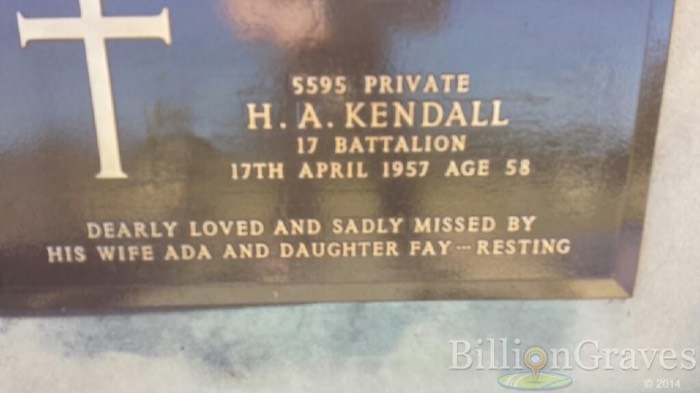 5595 PRIVATE
H. A. KENDALL
17 BATTALION
17TH APRIL 1957 AGE 58
DEARLY LOVED AND SADLY MISSED BY
HIS WIFE ADA AND DAUGHTER FAY — RESTING
BillionGraves
© 2014